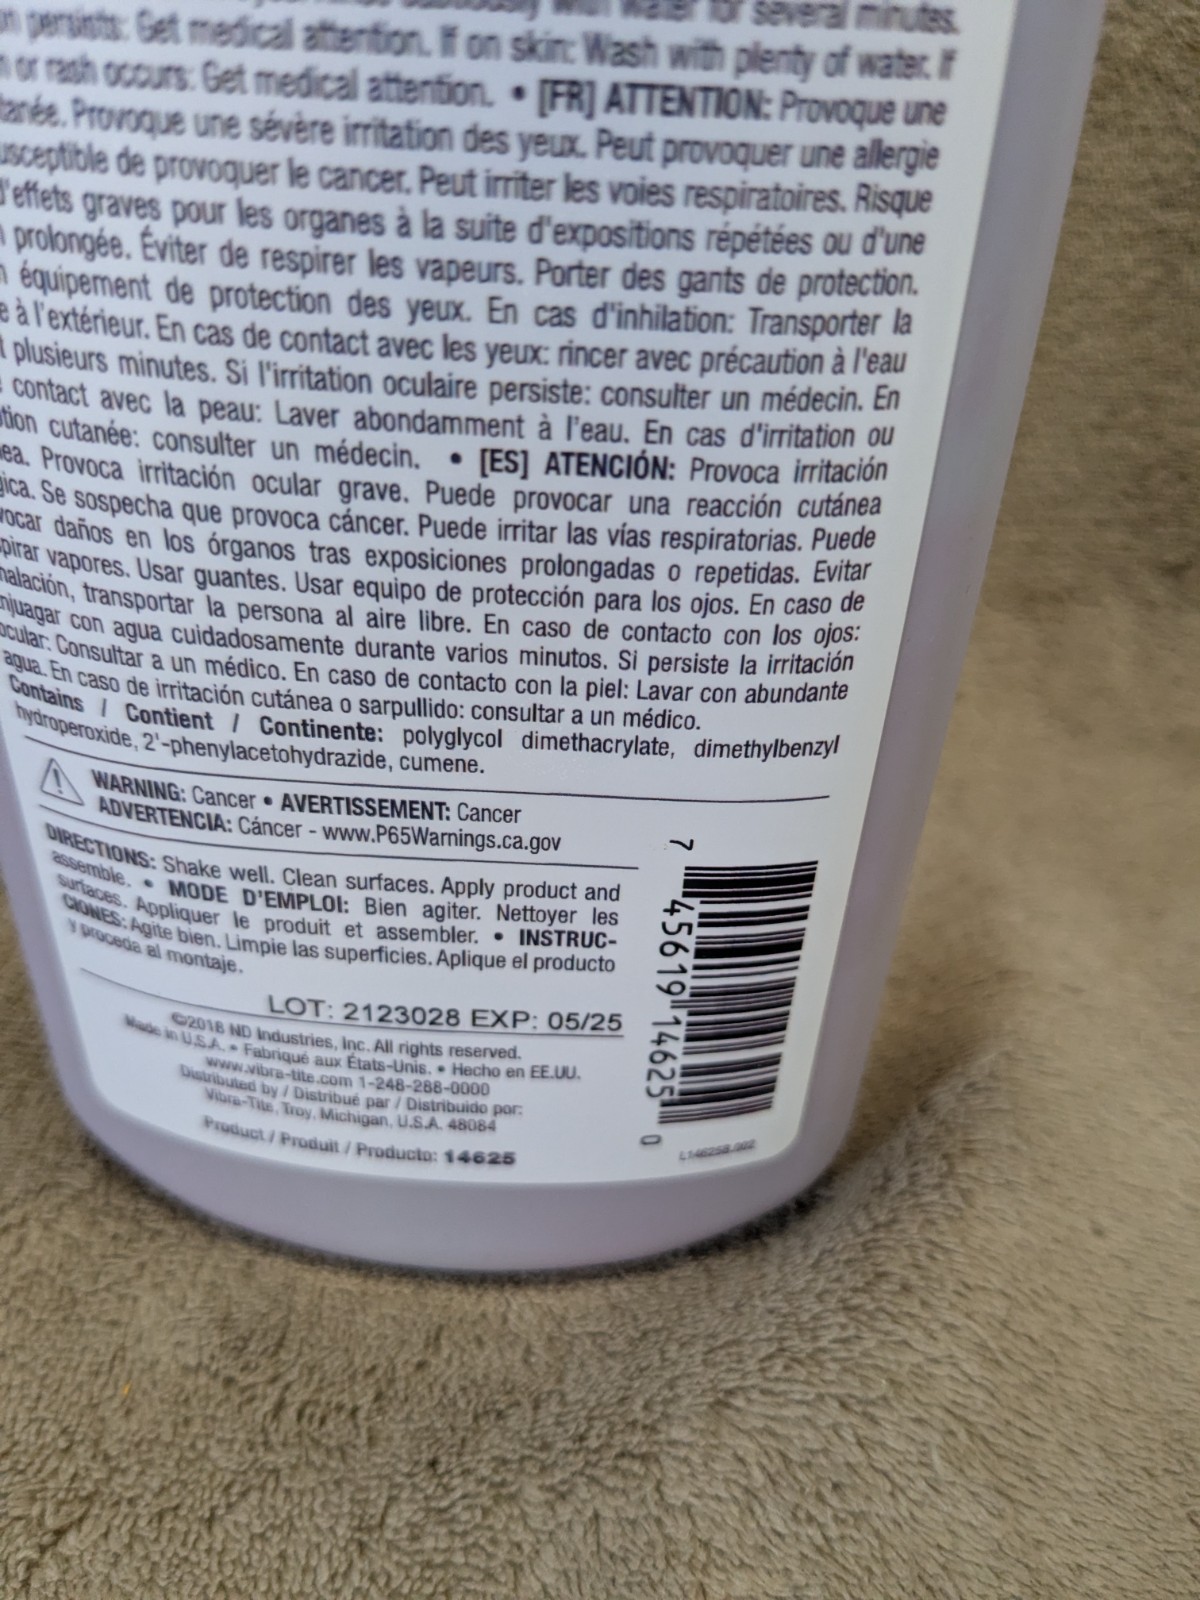 with water for several minutes.
persists: Get medical attention. If on skin: Wash with plenty of water. If
or rash occurs: Get medical attention. • [FR] ATTENTION: Provoque une
tanée. Provoque une sévère irritation des yeux. Peut provoquer une allergie
usceptible de provoquer le cancer. Peut irriter les voies respiratoires. Risque
d'effets graves pour les organes à la suite d'expositions répétées ou d'une
prolongée. Éviter de respirer les vapeurs. Porter des gants de protection.
équipement de protection des yeux. En cas d'inhilation: Transporter la
e à l'extérieur. En cas de contact avec les yeux: rincer avec précaution à l'eau
t plusieurs minutes. Si l'irritation oculaire persiste: consulter un médecin. En
contact avec la peau: Laver abondamment à l'eau. En cas d'irritation ou
tion cutanée: consulter un médecin. • [ES] ATENCIÓN: Provoca irritación
ea. Provoca irritación ocular grave. Puede provocar una reacción cutánea
gica. Se sospecha que provoca cáncer. Puede irritar las vías respiratorias. Puede
vocar daños en los órganos tras exposiciones prolongadas o repetidas. Evitar
pirar vapores. Usar guantes. Usar equipo de protección para los ojos. En caso de
nalación, transportar la persona al aire libre. En caso de contacto con los ojos:
njuagar con agua cuidadosamente durante varios minutos. Si persiste la irritación
ocular: Consultar a un médico. En caso de contacto con la piel: Lavar con abundante
agua. En caso de irritación cutánea o sarpullido: consultar a un médico.
Contains / Contient / Continente: polyglycol dimethacrylate, dimethylbenzyl
hydroperoxide, 2'-phenylacetohydrazide, cumene.
WARNING: Cancer • AVERTISSEMENT: Cancer
ADVERTENCIA: Cáncer - www.P65Warnings.ca.gov
DIRECTIONS: Shake well. Clean surfaces. Apply product and
assemble. • MODE D'EMPLOI: Bien agiter. Nettoyer les
surfaces. Appliquer le produit et assembler. • INSTRUC-
CIONES: Agite bien. Limpie las superficies. Aplique el producto
y proceda al montaje.
LOT: 2123028 EXP: 05/25
©2018 ND Industries, Inc. All rights reserved.
Made in U.S.A. • Fabriqué aux États-Unis. • Hecho en EE.UU.
www.vibra-tite.com 1-248-288-0000
Distributed by / Distribué par / Distribuido por:
Vibra-Tite, Troy, Michigan, U.S.A. 48084
Product / Produit / Producto: 14625
7 45619 14625 0
L14625B.002